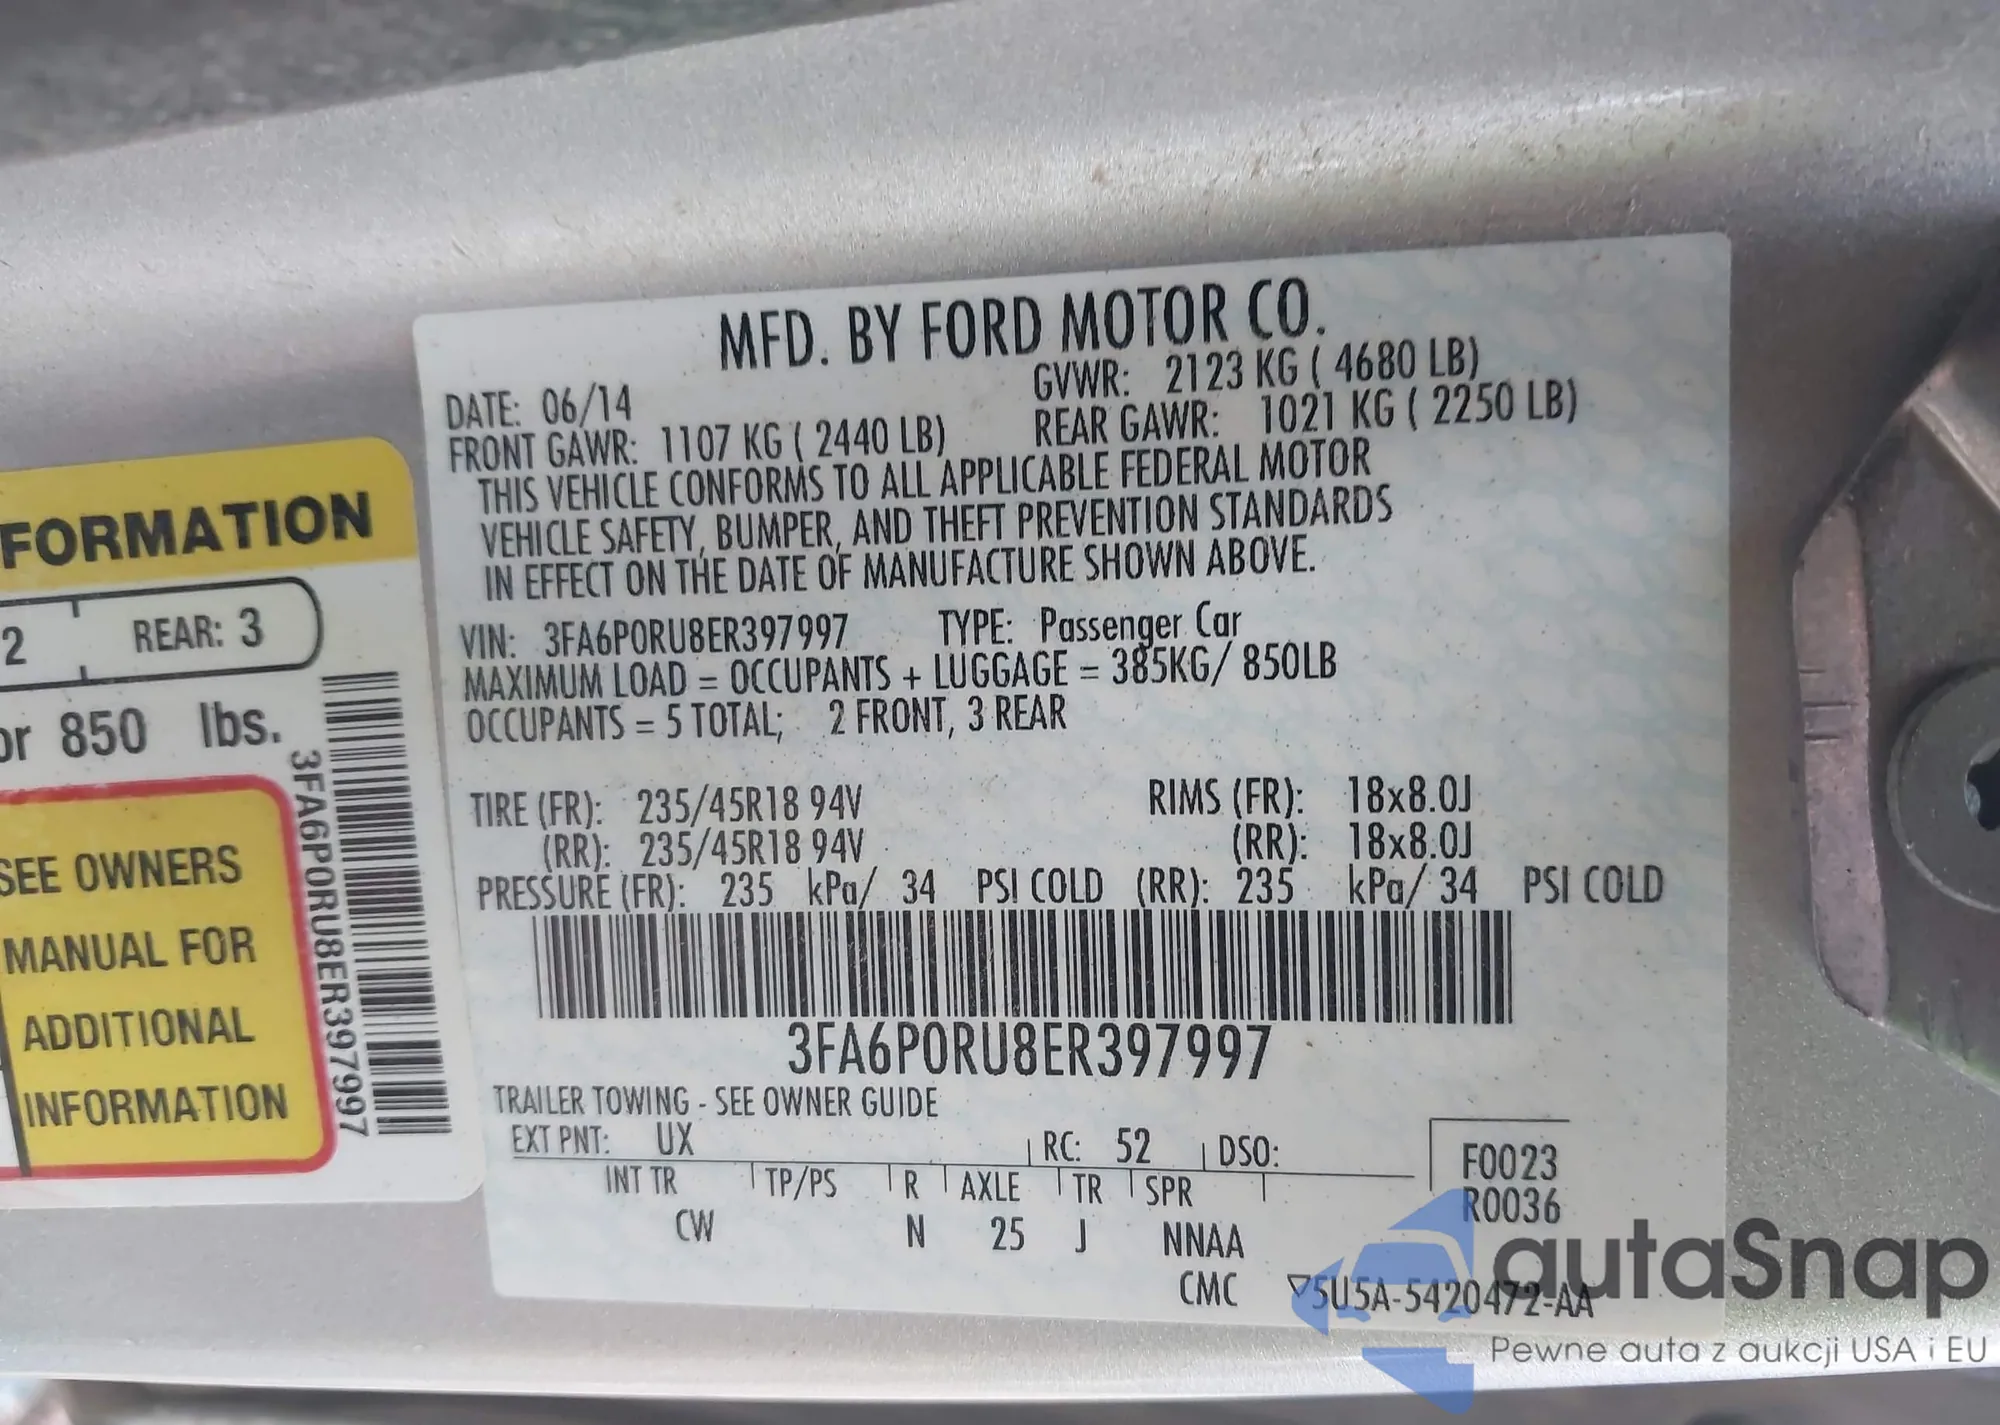 FORMATION
2 REAR: 3
or 850 lbs.
SEE OWNERS
MANUAL FOR
ADDITIONAL
INFORMATION
3FA6P0RU8ER397997
MFD. BY FORD MOTOR CO.
DATE: 06/14 GVWR: 2123 KG ( 4680 LB)
FRONT GAWR: 1107 KG ( 2440 LB) REAR GAWR: 1021 KG ( 2250 LB)
THIS VEHICLE CONFORMS TO ALL APPLICABLE FEDERAL MOTOR
VEHICLE SAFETY, BUMPER, AND THEFT PREVENTION STANDARDS
IN EFFECT ON THE DATE OF MANUFACTURE SHOWN ABOVE.
VIN: 3FA6P0RU8ER397997 TYPE: Passenger Car
MAXIMUM LOAD = OCCUPANTS + LUGGAGE = 385KG/ 850LB
OCCUPANTS = 5 TOTAL; 2 FRONT, 3 REAR
TIRE (FR): 235/45R18 94V RIMS (FR): 18x8.0J
(RR): 235/45R18 94V (RR): 18x8.0J
PRESSURE (FR): 235 kPa/ 34 PSI COLD (RR): 235 kPa/ 34 PSI COLD
3FA6P0RU8ER397997
TRAILER TOWING - SEE OWNER GUIDE
EXT PNT: UX RC: 52 DSO: F0023
INT TR TP/PS R AXLE TR SPR R0036
CW N 25 J NNAA
CMC ▽5U5A-5420472-AA
autaSnap
Pewne auta z aukcji USA i EU